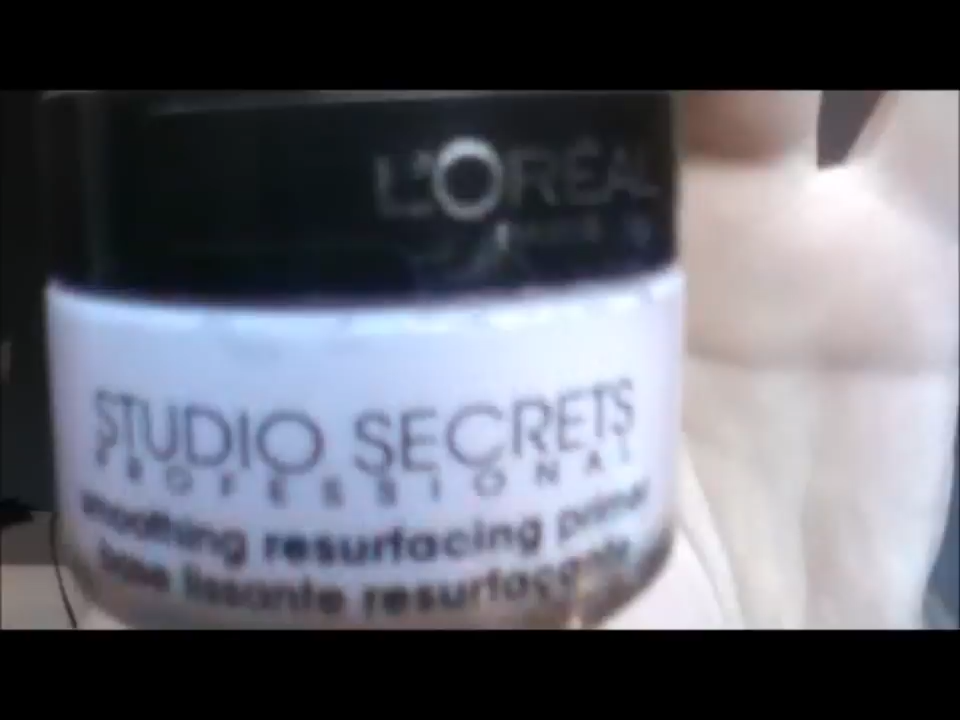 L'ORÉAL
STUDIO SECRETS
PROFESSIONAL
smoothing resurfacing primer
base lissante resurfaçante